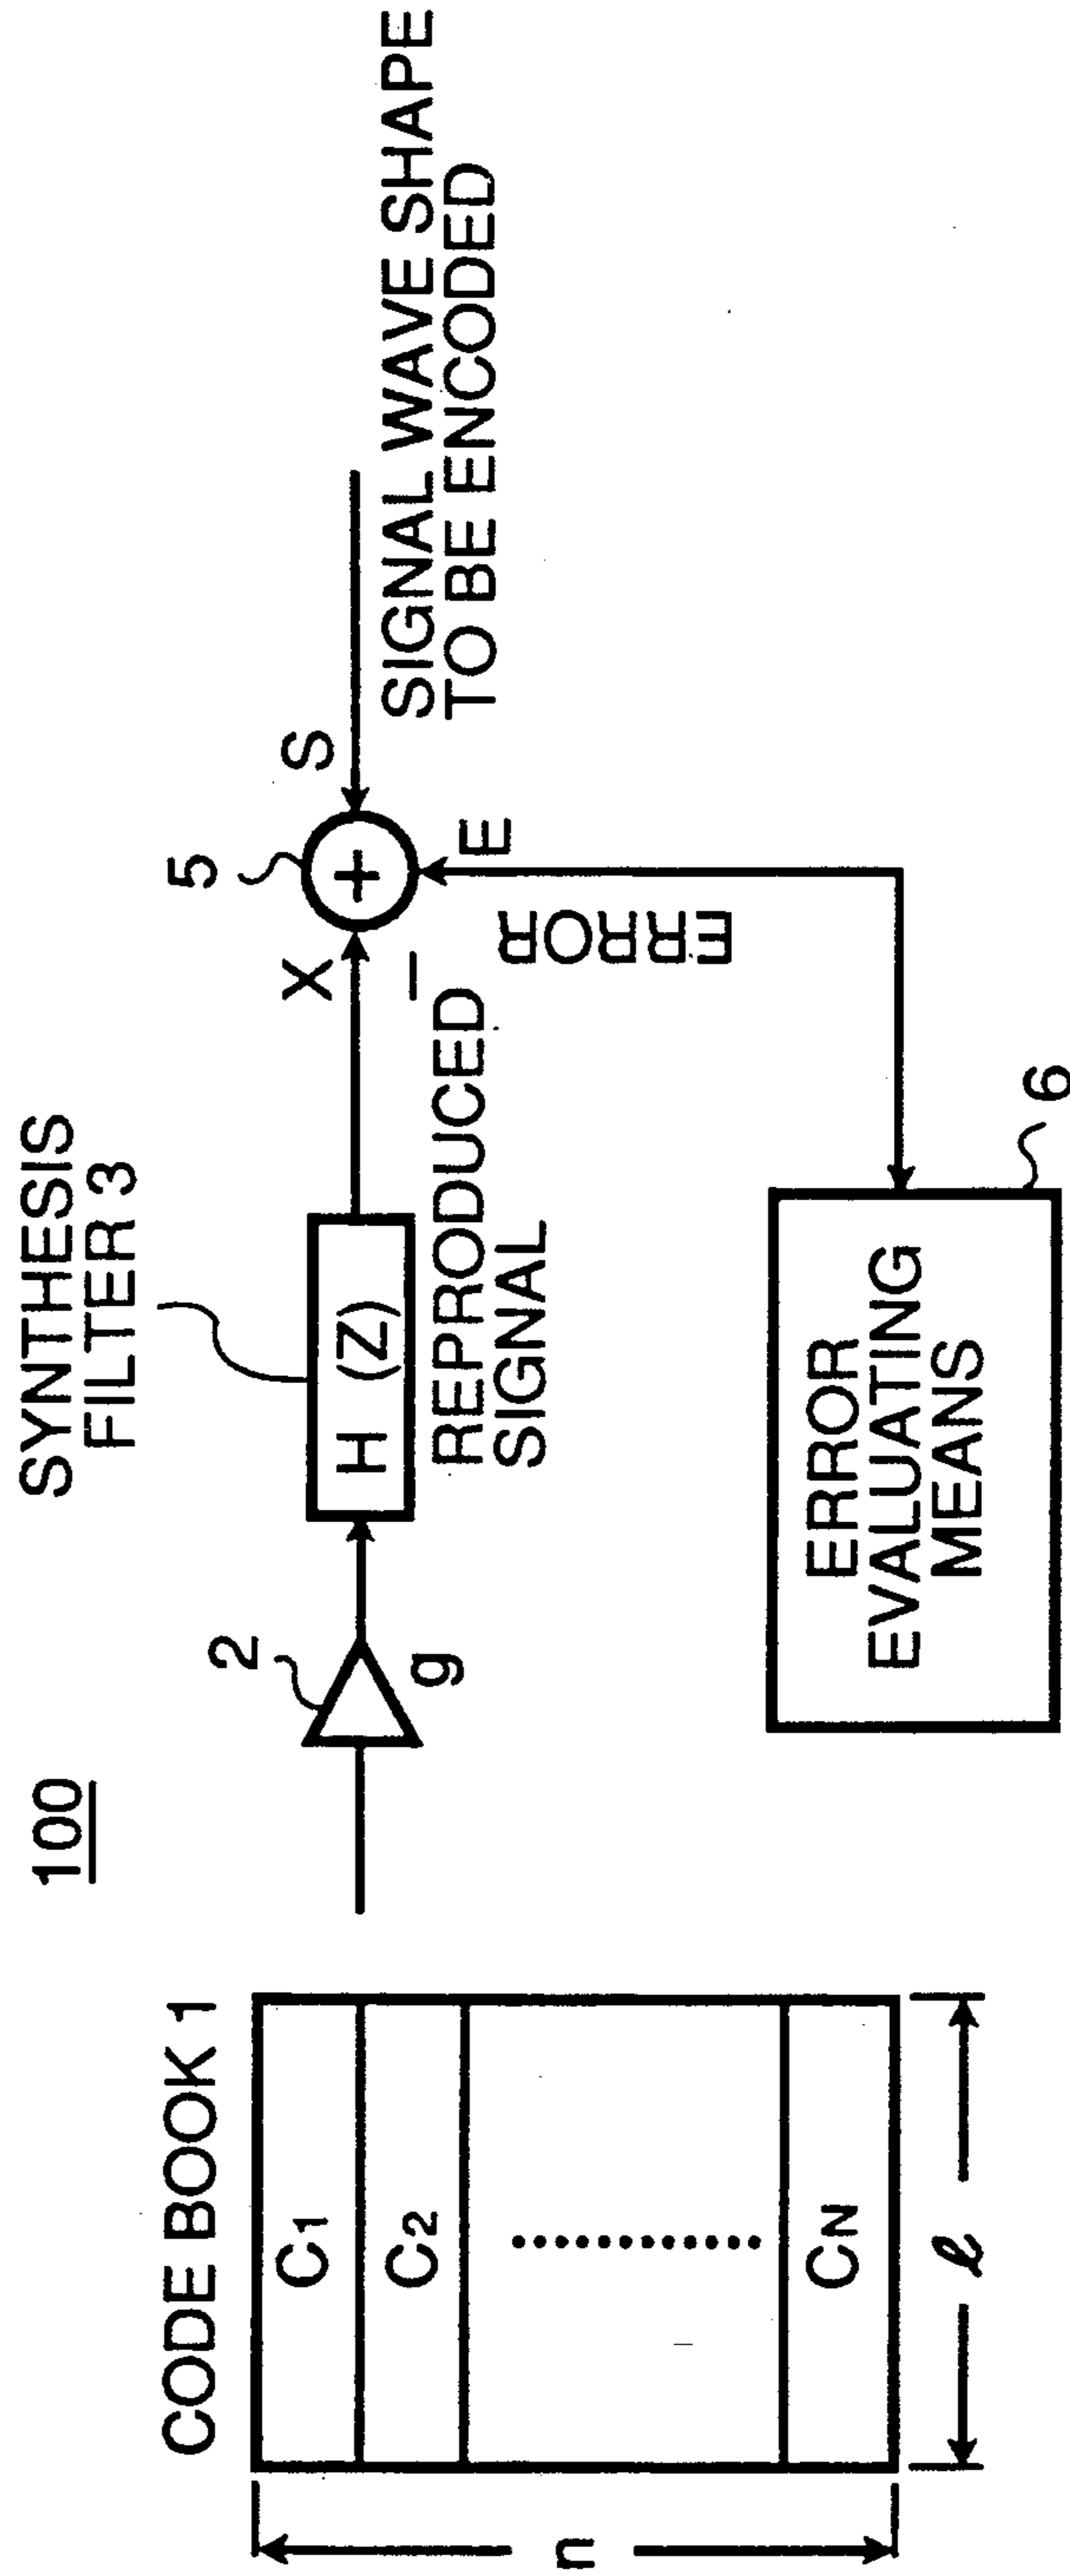 100
CODE BOOK 1
C1
C2
CN
n
ℓ
2
g
SYNTHESIS
FILTER 3
H (Z)
REPRODUCED
SIGNAL
X
−
5
+
S
SIGNAL WAVE SHAPE
TO BE ENCODED
E
ERROR
ERROR
EVALUATING
MEANS
6